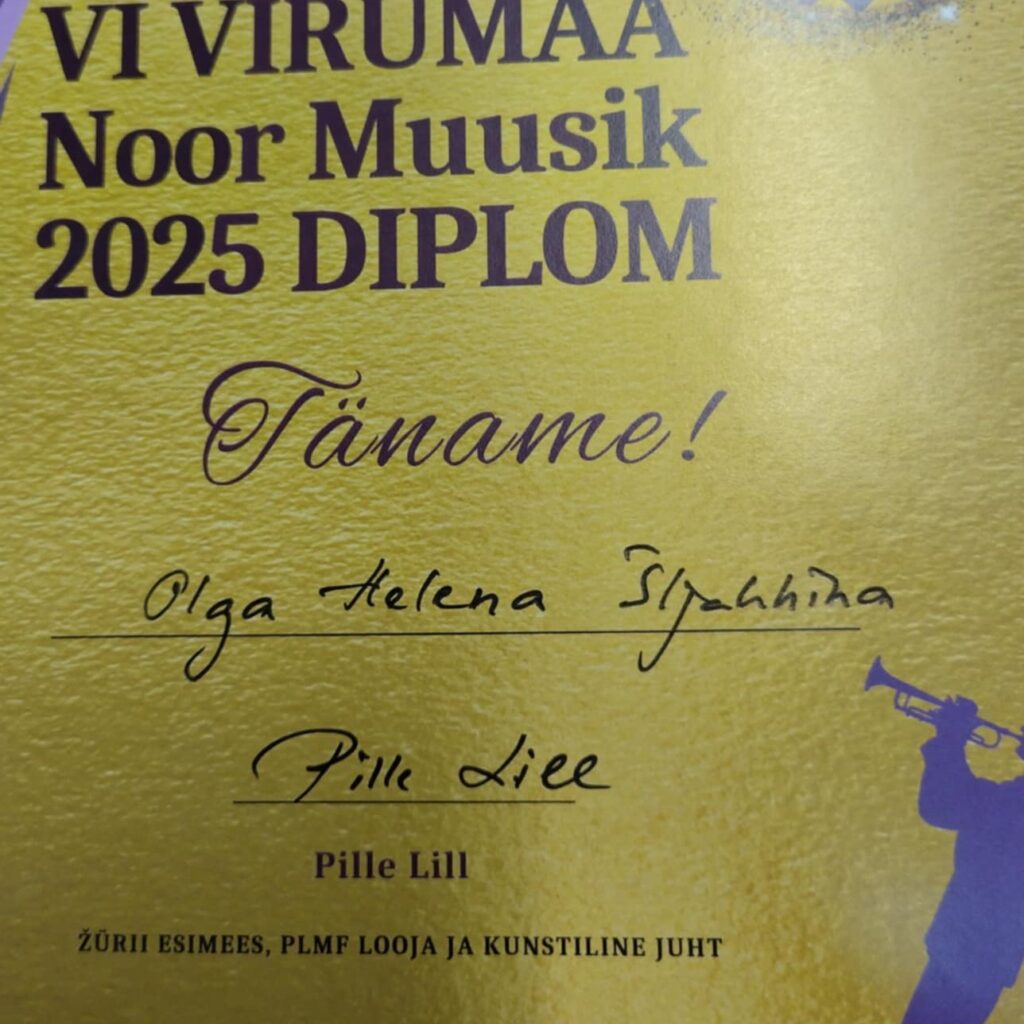 VI VIRUMAA
Noor Muusik
2025 DIPLOM
Täname!
Olga Helena Šljahhina
Pille Lill
Pille Lill
ŽÜRII ESIMEES, PLMF LOOJA JA KUNSTILINE JUHT